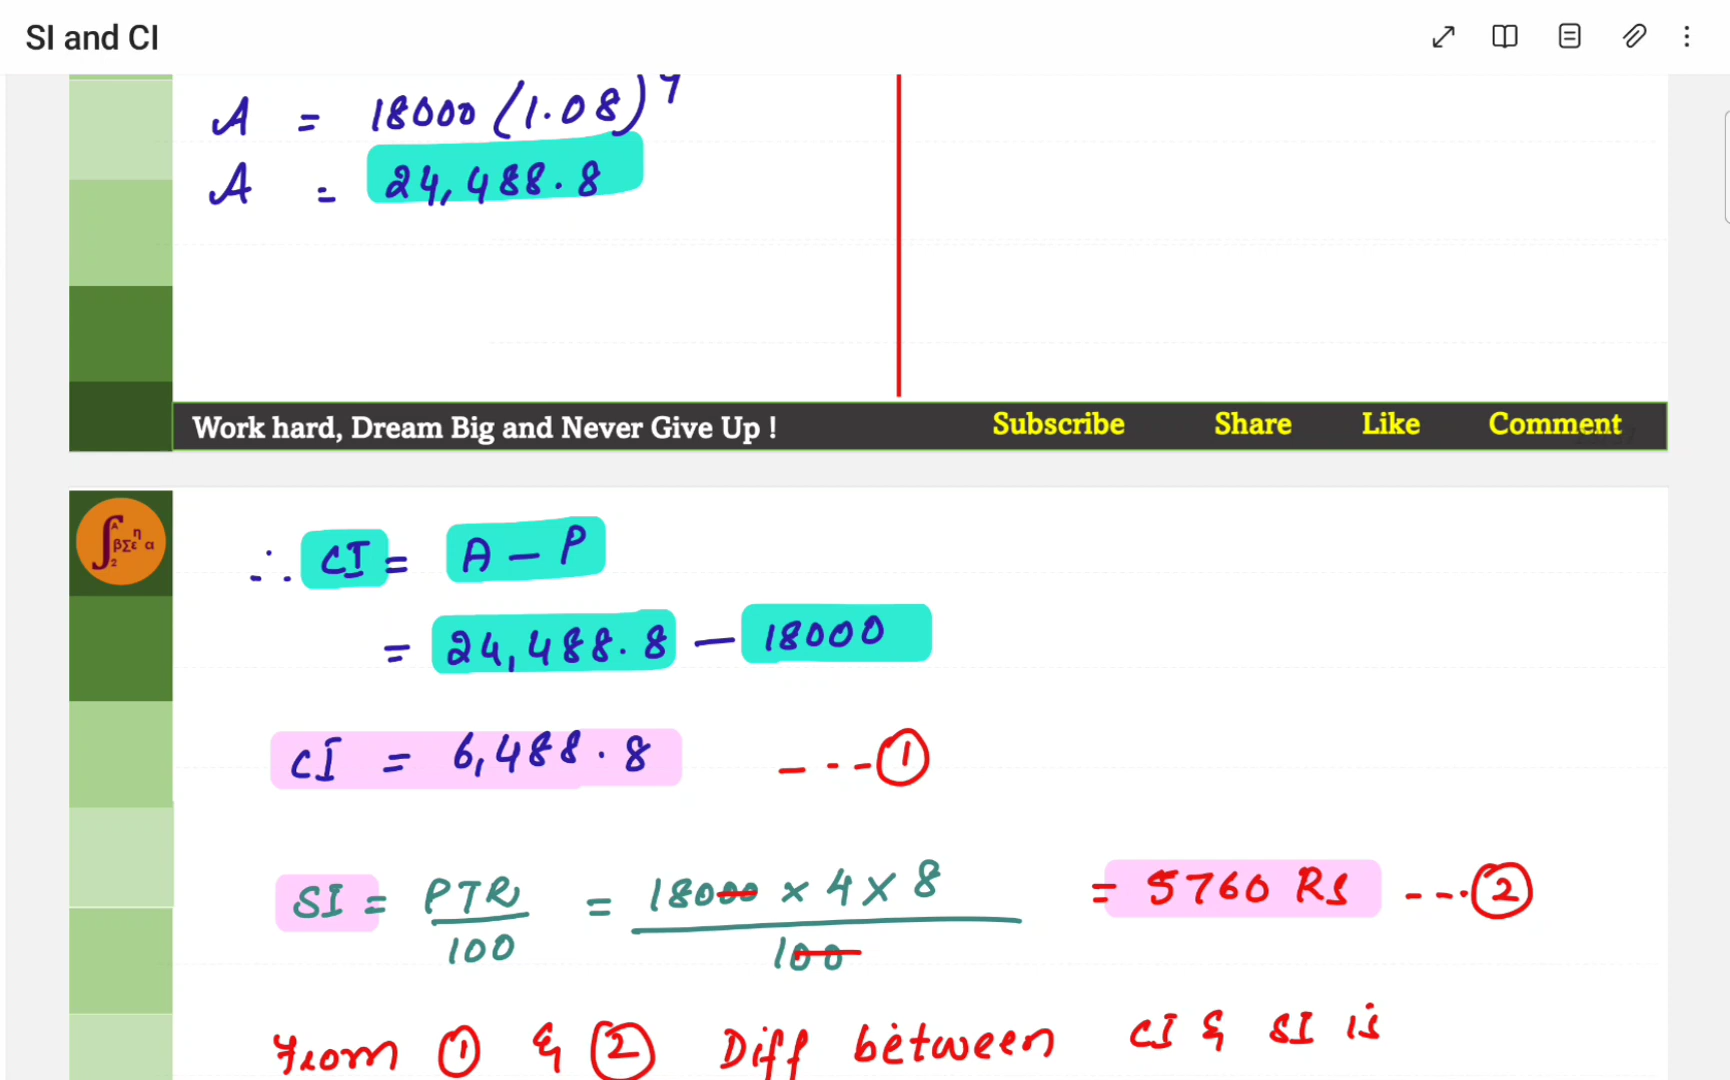 SI and CI
A = 18000 (1.08)⁴
A = 24,488.8
Work hard, Dream Big and Never Give Up ! Subscribe Share Like Comment
∴ CI = A – P
= 24,488.8 – 18000
CI = 6,488.8 ---①
SI = PTR/100 = 18000 × 4 × 8/100 = 5760 RS ---②
From ① & ② Diff between CI & SI is